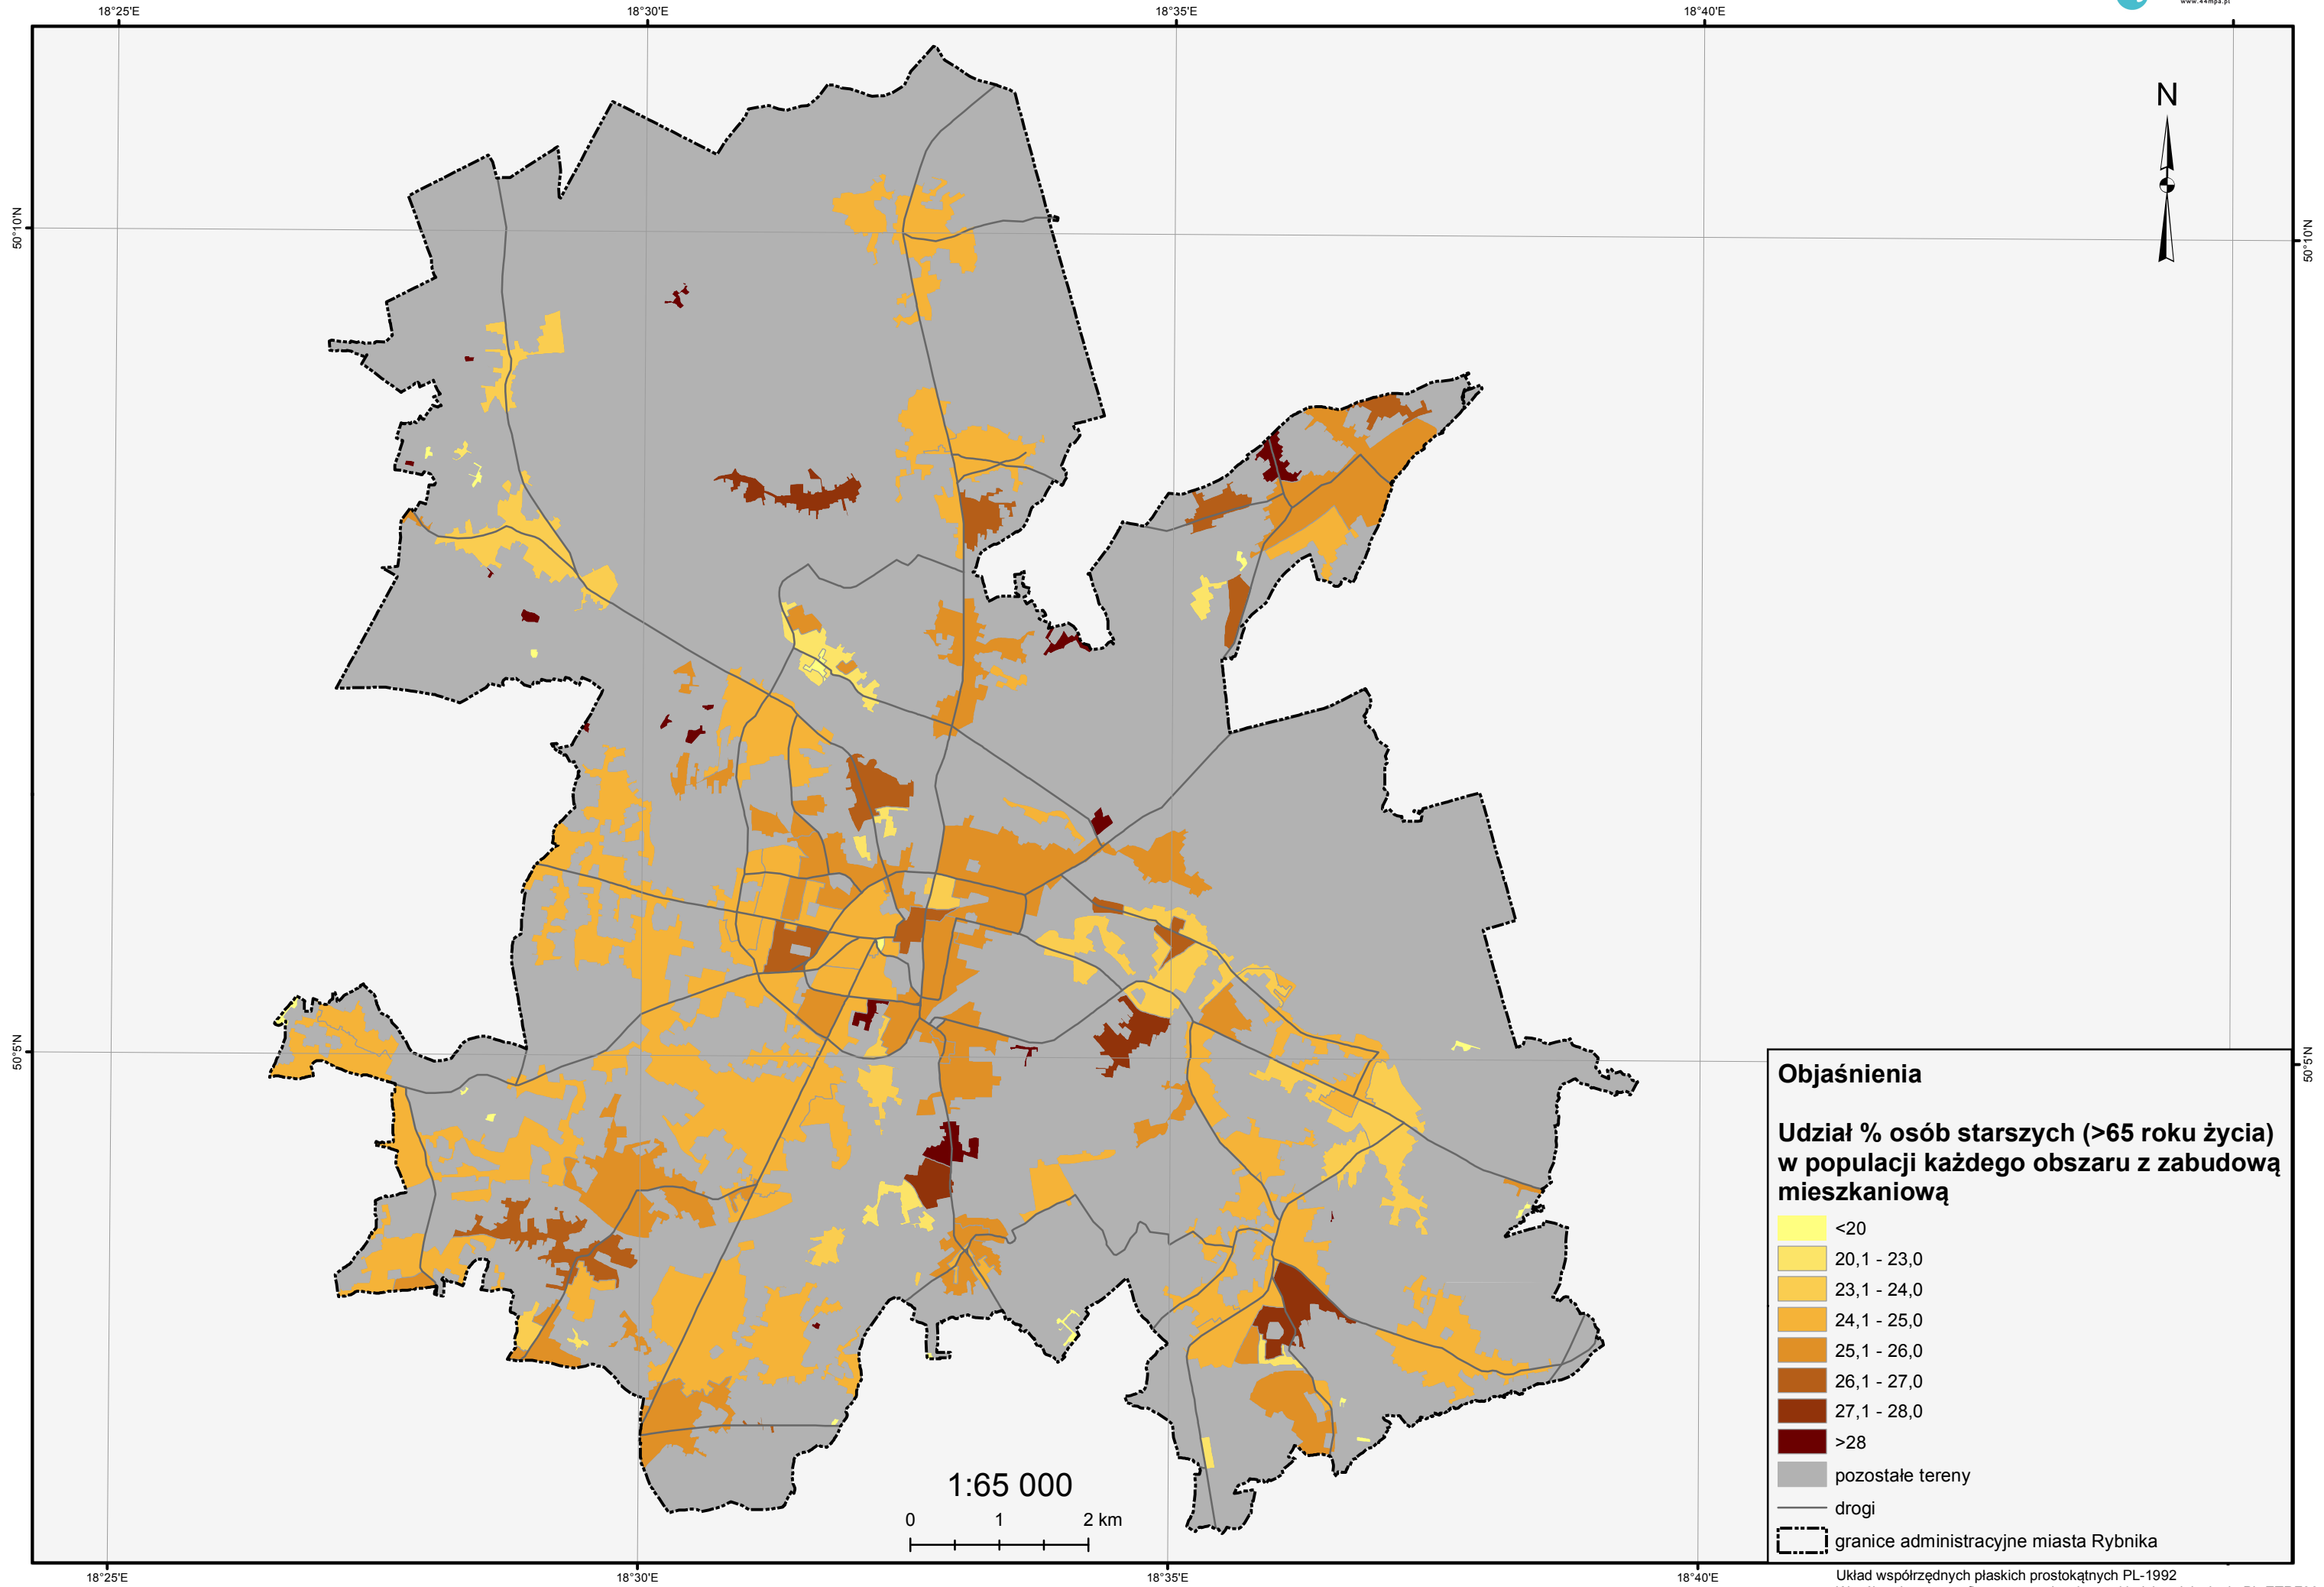 www.44mpa.pl
18°25'E 18°30'E 18°35'E 18°40'E
N
50°10'N 50°10'N
50°5'N 50°5'N
Objaśnienia
Udział % osób starszych (>65 roku życia)
w populacji każdego obszaru z zabudową
mieszkaniową
<20
20,1 - 23,0
23,1 - 24,0
24,1 - 25,0
25,1 - 26,0
26,1 - 27,0
27,1 - 28,0
>28
pozostałe tereny
drogi
granice administracyjne miasta Rybnika
1:65 000
0 1 2 km
18°25'E 18°30'E 18°35'E 18°40'E
Układ współrzędnych płaskich prostokątnych PL-1992